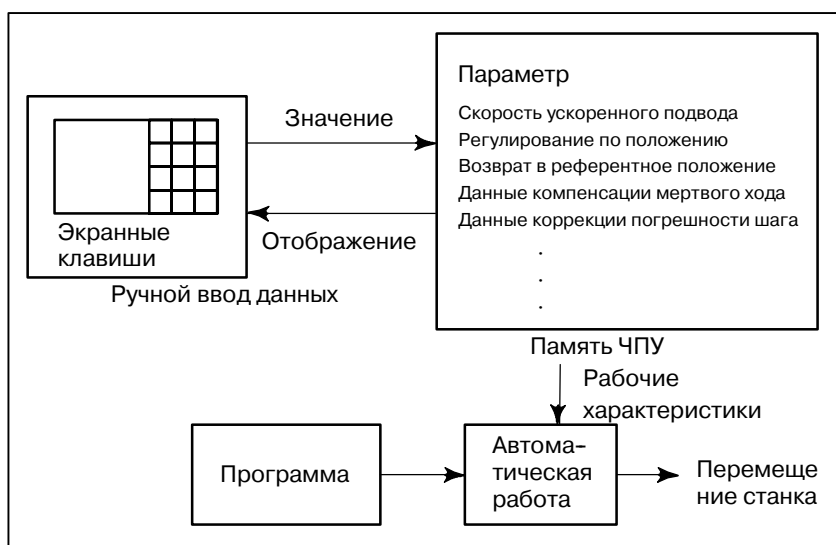 Параметр
Скорость ускоренного подвода
Регулирование по положению
Возврат в референтное положение
Данные компенсации мертвого хода
Данные коррекции погрешности шага
.
.
.
Значение
Отображение
Экранные
клавиши
Ручной ввод данных
Память ЧПУ
Рабочие
характеристики
Программа
Автома-
тическая
работа
Перемеще
ние станка